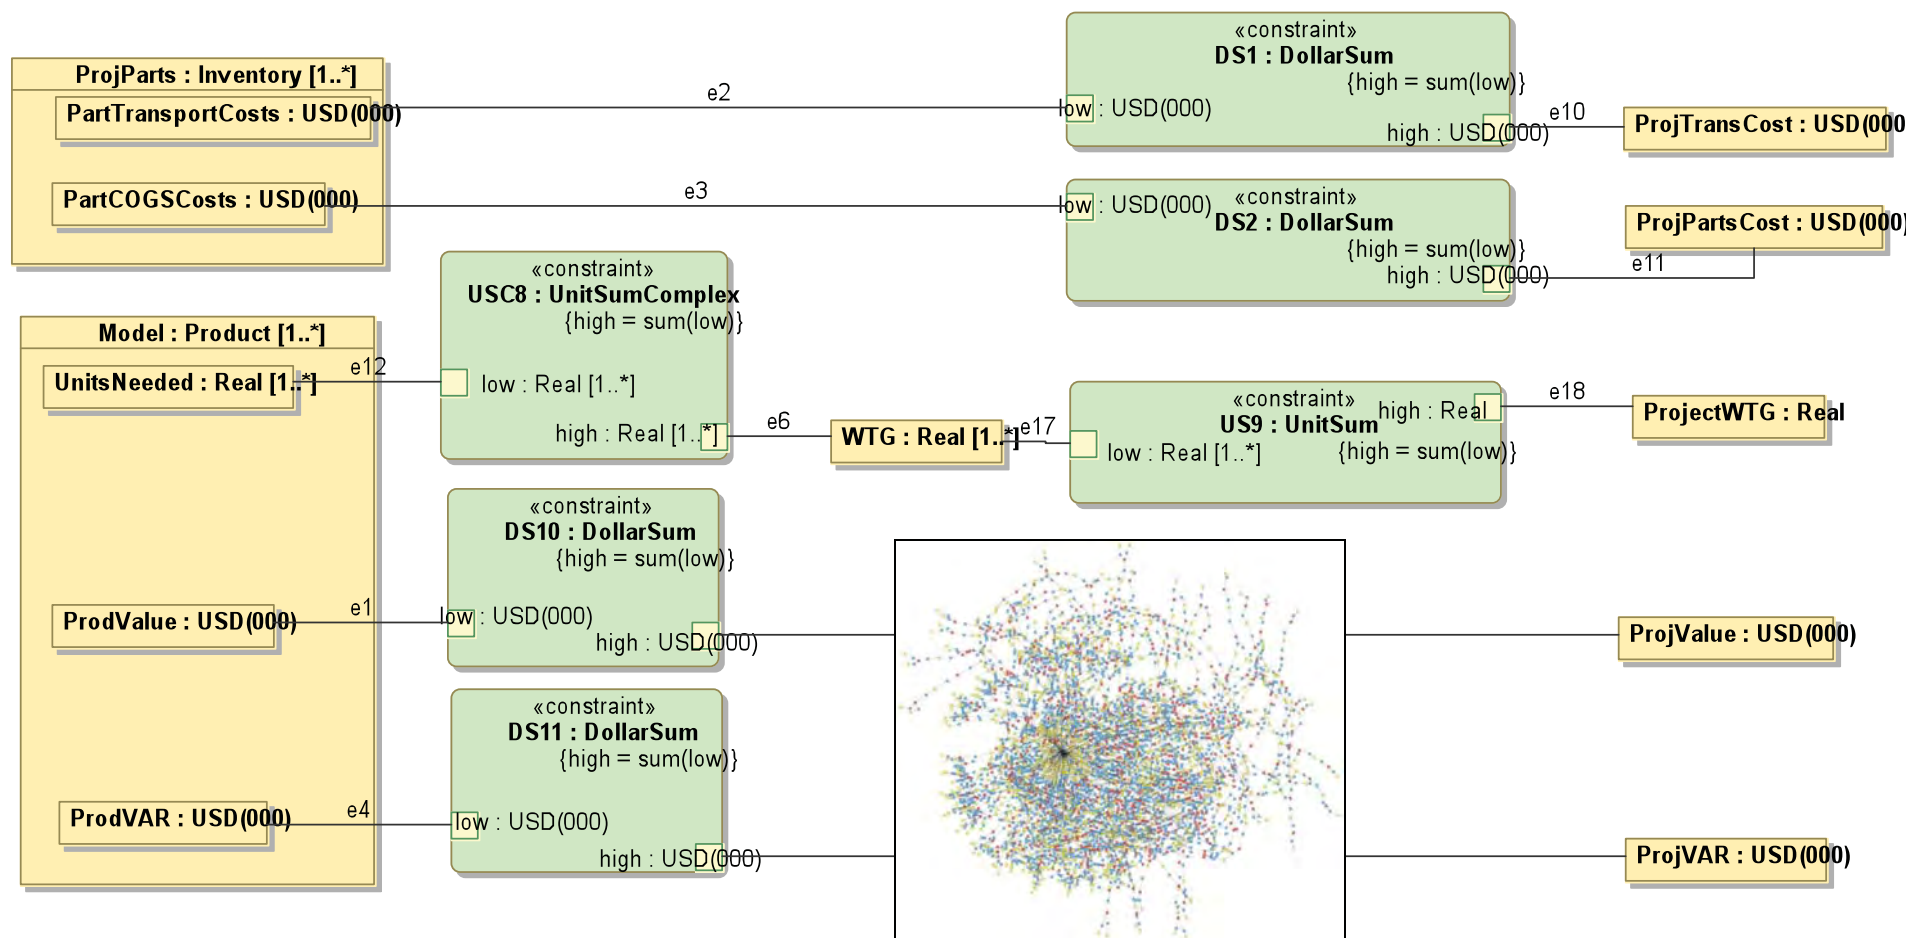 «constraint»
DS1 : DollarSum
{high = sum(low)}
ProjParts : Inventory [1..*]
PartTransportCosts : USD(000)
e2
low : USD(000)
high : USD(000)
e10
ProjTransCost : USD(000
PartCOGSCosts : USD(000)
e3
low : USD(000)
«constraint»
DS2 : DollarSum
{high = sum(low)}
high : USD(000)
e11
ProjPartsCost : USD(000)
«constraint»
USC8 : UnitSumComplex
{high = sum(low)}
Model : Product [1..*]
UnitsNeeded : Real [1..*]
e12
low : Real [1..*]
high : Real [1..*]
e6
WTG : Real [1..*]
e17
«constraint»
US9 : UnitSum
{high = sum(low)}
high : Real
low : Real [1..*]
e18
ProjectWTG : Real
«constraint»
DS10 : DollarSum
{high = sum(low)}
ProdValue : USD(000)
e1
low : USD(000)
high : USD(000)
ProjValue : USD(000)
«constraint»
DS11 : DollarSum
{high = sum(low)}
ProdVAR : USD(000)
e4
low : USD(000)
high : USD(000)
ProjVAR : USD(000)